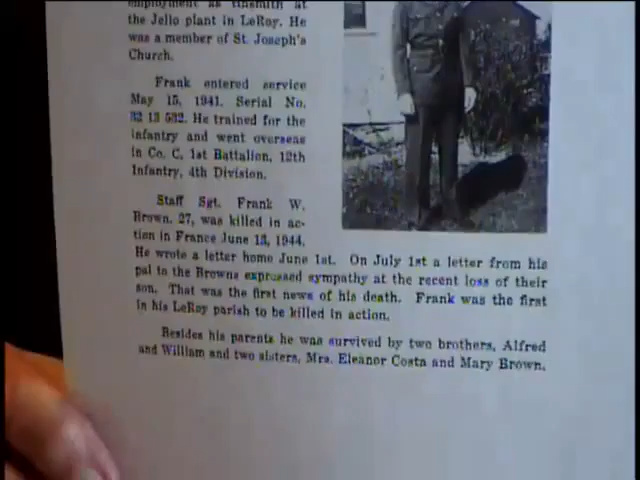 employment as tinsmith at
the Jello plant in LeRoy. He
was a member of St. Joseph's
Church.
Frank entered service
May 15, 1941. Serial No.
32 13 532. He trained for the
infantry and went overseas
in Co. C, 1st Battalion, 12th
Infantry, 4th Division.
Staff Sgt. Frank W.
Brown, 27, was killed in ac-
tion in France June 13, 1944.
He wrote a letter home June 1st. On July 1st a letter from his
pal to the Browns expressed sympathy at the recent loss of their
son. That was the first news of his death. Frank was the first
in his LeRoy parish to be killed in action.
Besides his parents he was survived by two brothers, Alfred
and William and two sisters, Mrs. Eleanor Costa and Mary Brown.